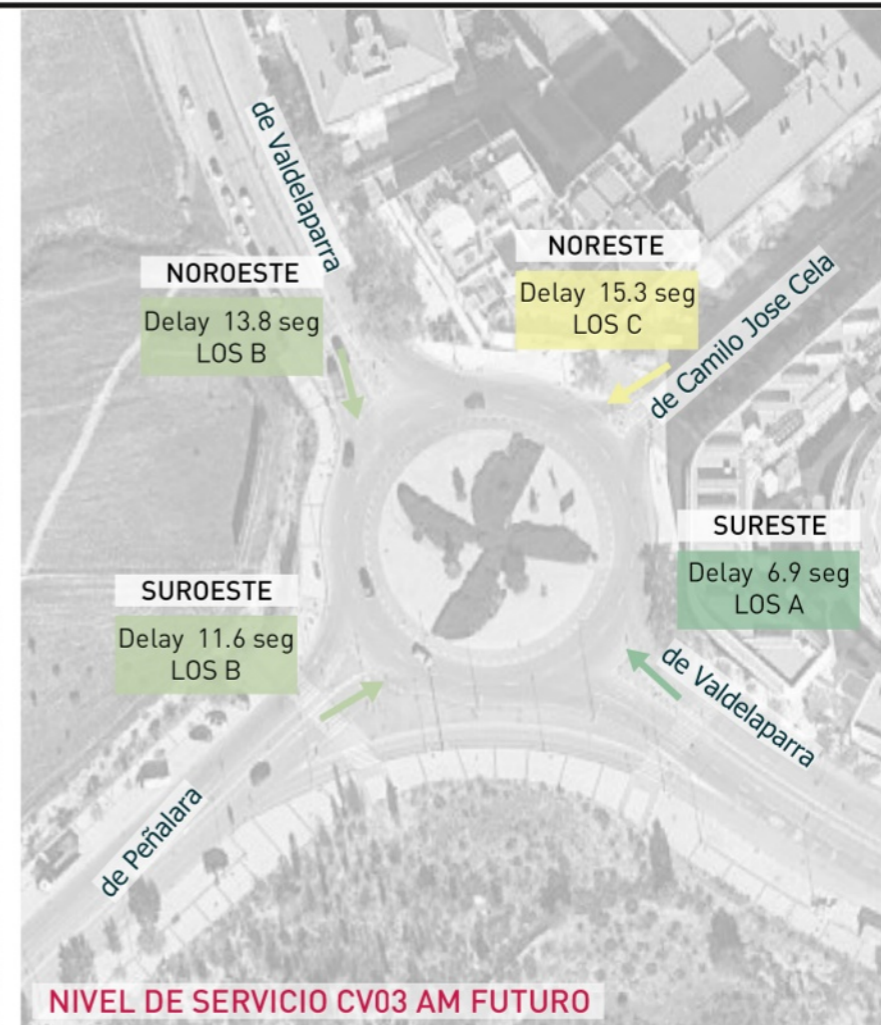 de Valdelaparra
NOROESTE
Delay 13.8 seg
LOS B
NORESTE
Delay 15.3 seg
LOS C
de Camilo Jose Cela
SURESTE
Delay 6.9 seg
LOS A
de Valdelaparra
SUROESTE
Delay 11.6 seg
LOS B
de Peñalara
NIVEL DE SERVICIO CV03 AM FUTURO